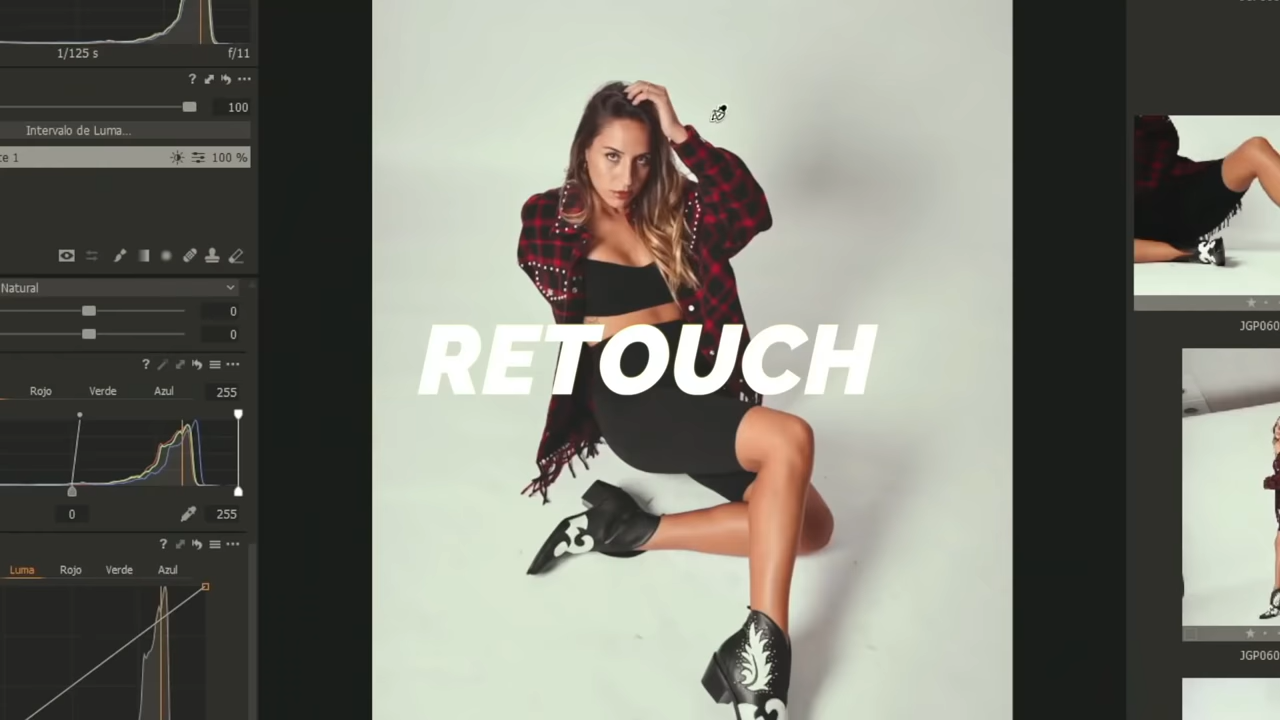 1/125 s
f/11
?
100
Intervalo de Luma...
te 1
100 %
Natural
0
0
?
Rojo
Verde
Azul
255
0
255
?
Luma
Rojo
Verde
Azul
RETOUCH
JGP060
JGP060